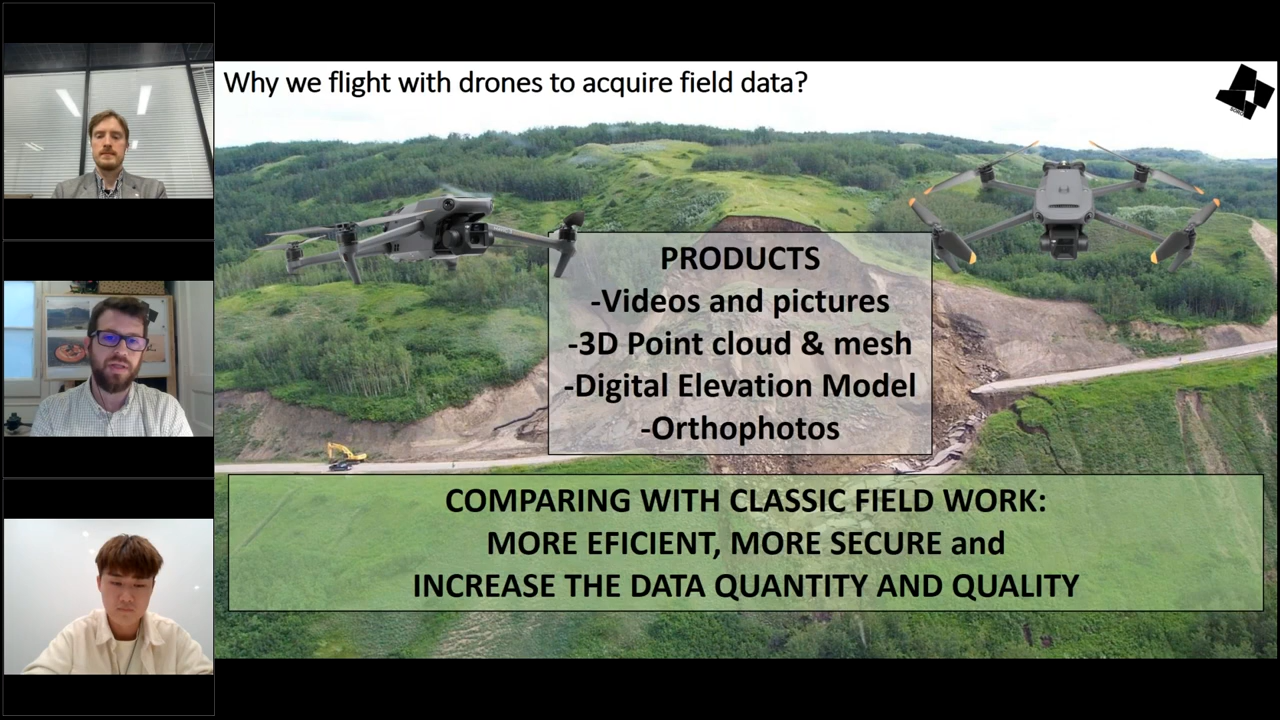 Why we flight with drones to acquire field data?
PRODUCTS
-Videos and pictures
-3D Point cloud & mesh
-Digital Elevation Model
-Orthophotos
COMPARING WITH CLASSIC FIELD WORK:
MORE EFICIENT, MORE SECURE and
INCREASE THE DATA QUANTITY AND QUALITY